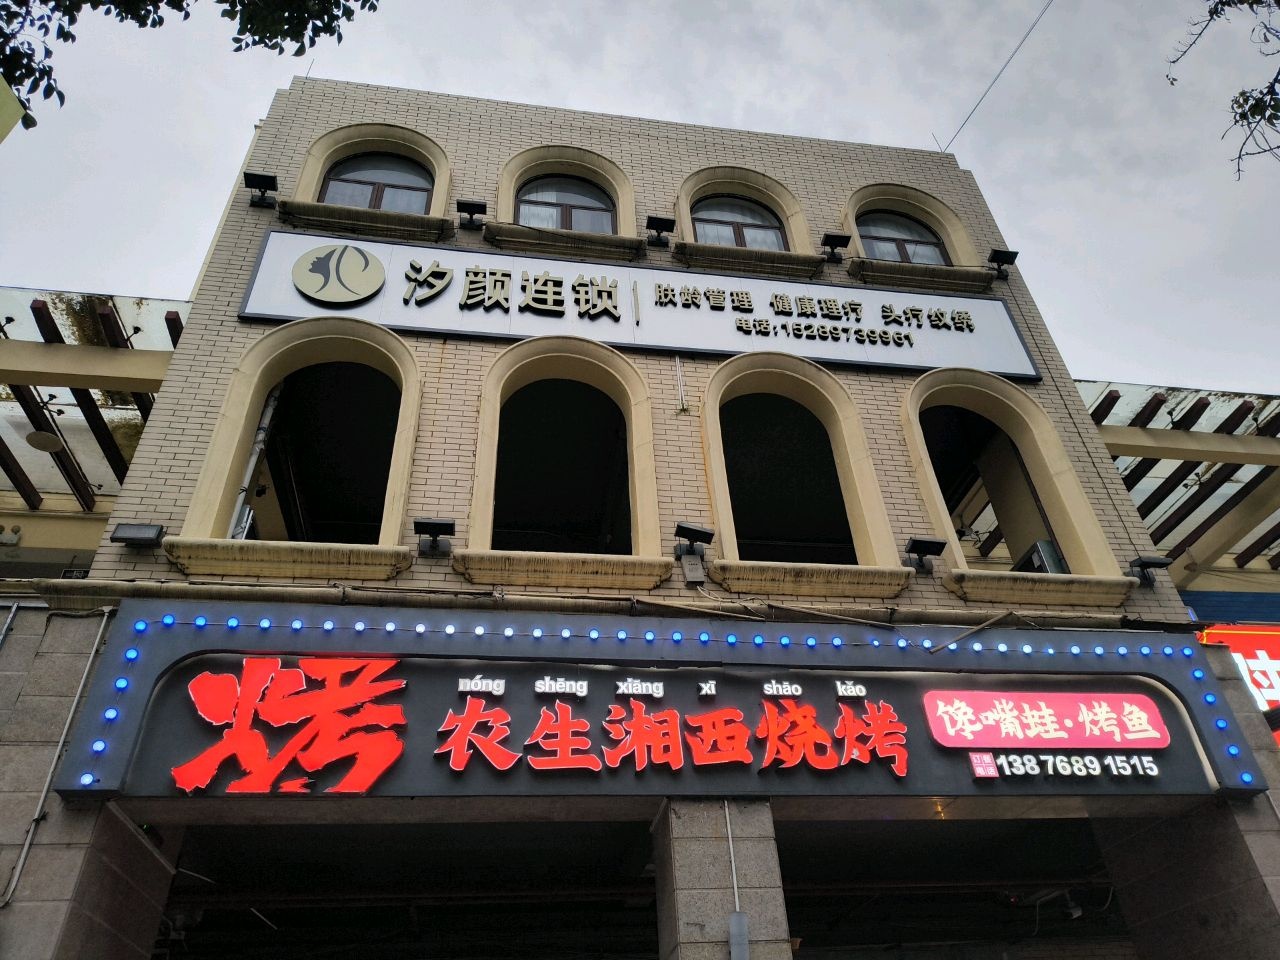 汐颜连锁
肤龄管理 健康理疗 头疗纹绣
电话:15289739961
烤
nóng shēng xiāng xī shāo kǎo
农生湘西烧烤
馋嘴蛙·烤鱼
订餐电话
138 7689 1515